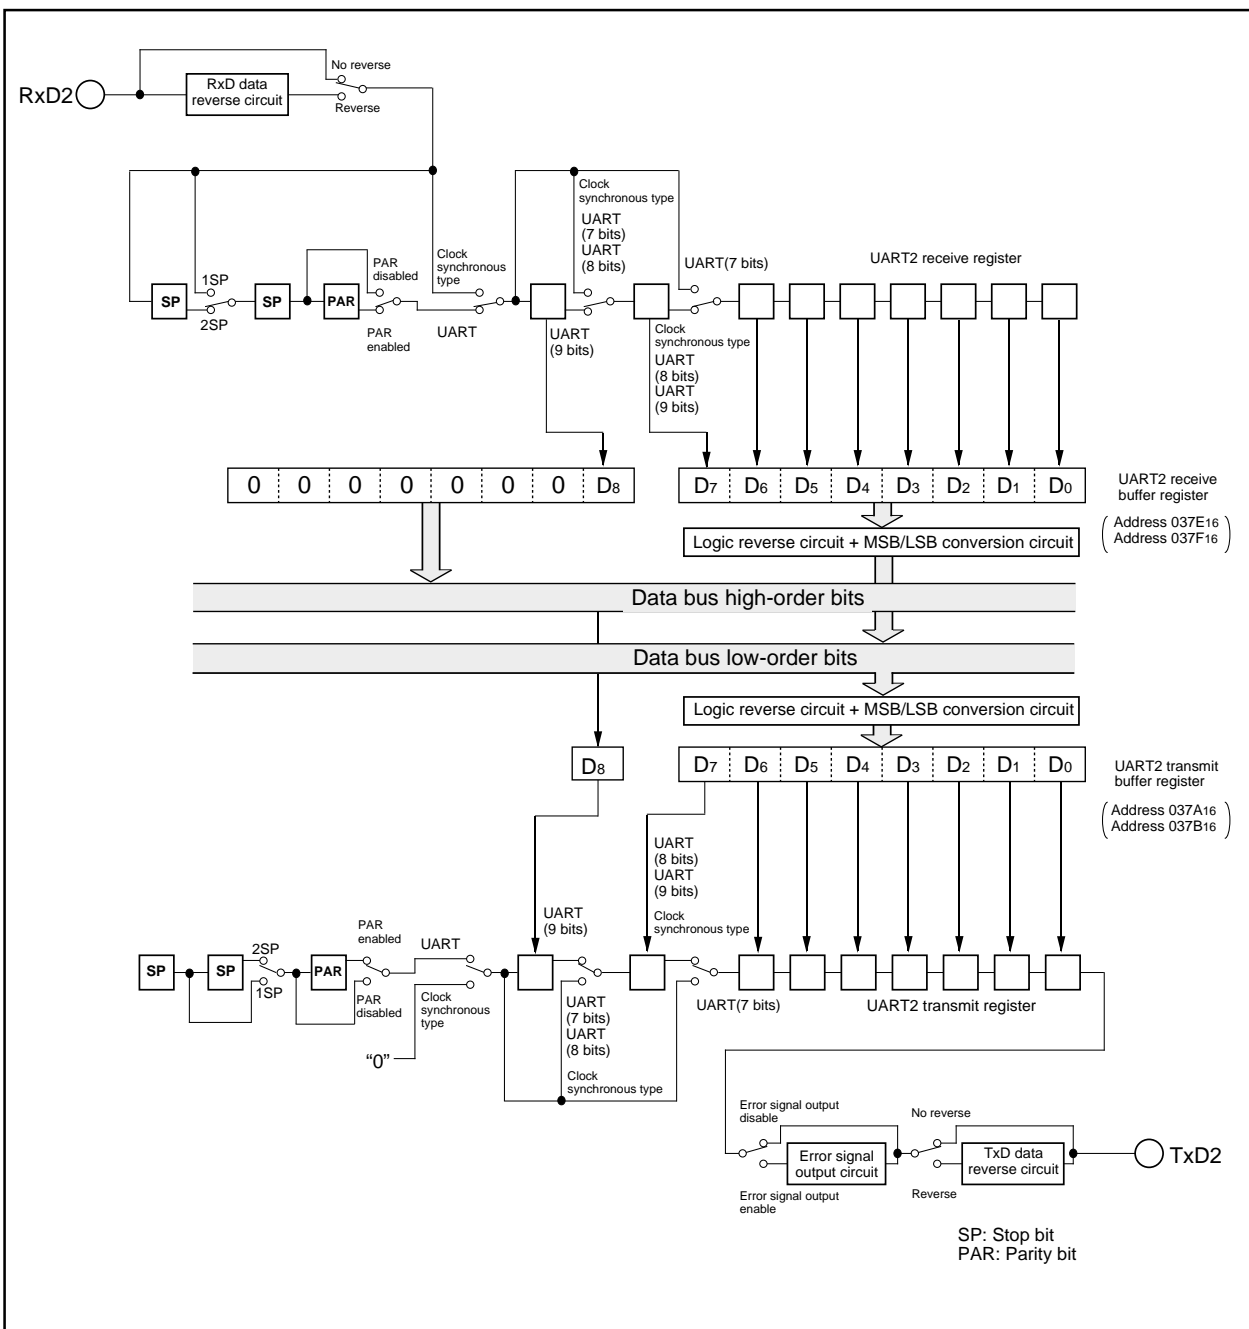 RxD2
RxD data
reverse circuit
No reverse
Reverse
Clock
synchronous type
UART
(7 bits)
UART
(8 bits)
UART(7 bits)
UART2 receive register
1SP
2SP
SP
SP
PAR
PAR
disabled
PAR
enabled
Clock
synchronous
type
UART
UART
(9 bits)
Clock
synchronous type
UART
(8 bits)
UART
(9 bits)
0 0 0 0 0 0 0 D8
D7 D6 D5 D4 D3 D2 D1 D0
UART2 receive
buffer register
Address 037E16
Address 037F16
Logic reverse circuit + MSB/LSB conversion circuit
Data bus high-order bits
Data bus low-order bits
Logic reverse circuit + MSB/LSB conversion circuit
D8
D7 D6 D5 D4 D3 D2 D1 D0
UART2 transmit
buffer register
Address 037A16
Address 037B16
UART
(8 bits)
UART
(9 bits)
Clock
synchronous type
UART
(9 bits)
PAR
enabled
UART
2SP
1SP
SP
SP
PAR
PAR
disabled
Clock
synchronous
type
“0”
UART
(7 bits)
UART
(8 bits)
Clock
synchronous type
UART(7 bits)
UART2 transmit register
Error signal output
disable
Error signal output
enable
Error signal
output circuit
No reverse
Reverse
TxD data
reverse circuit
TxD2
SP: Stop bit
PAR: Parity bit